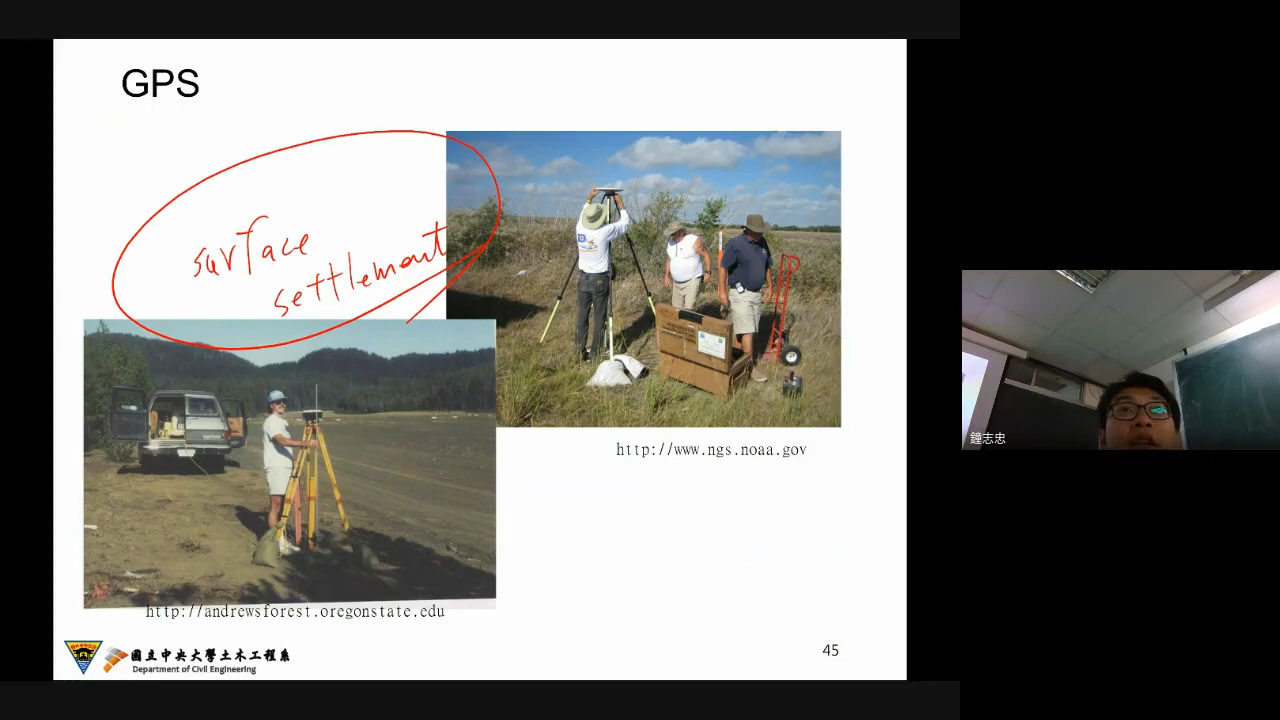 GPS
surface
settlement
http://www.ngs.noaa.gov
鐘志忠
http://andrewsforest.oregonstate.edu
國立中央大學土木工程系
Department of Civil Engineering
45